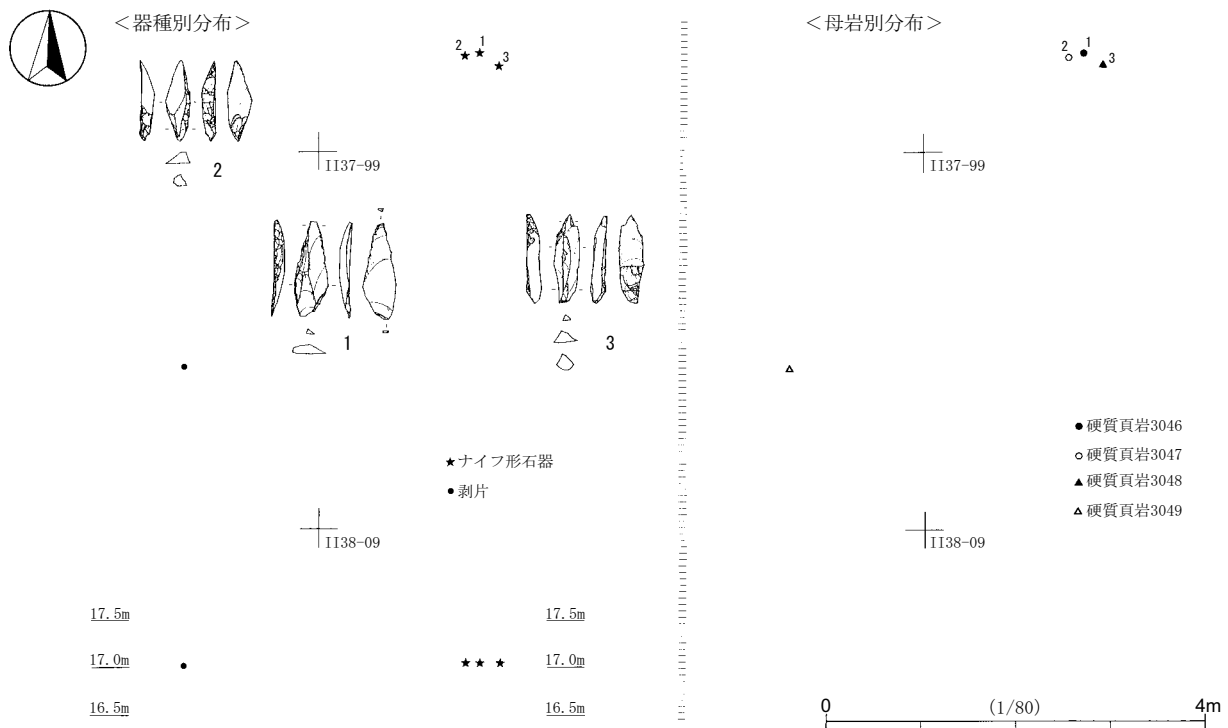 ＜器種別分布＞
2 1 3
2
II37-99
1
3
★ナイフ形石器
●剥片
II38-09
17.5m 17.5m
17.0m 17.0m
16.5m 16.5m
＜母岩別分布＞
2 1 3
II37-99
●硬質頁岩3046
○硬質頁岩3047
▲硬質頁岩3048
△硬質頁岩3049
II38-09
0 (1/80) 4m